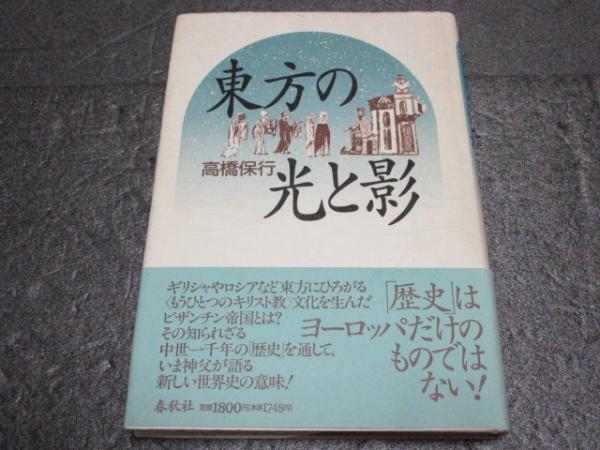 東方の
光と影
高橋保行
「歴史」は
ヨーロッパだけの
ものでは
ない!
ギリシャやロシアなど東方にひろがる
〈もうひとつのキリスト教〉文化を生んだ
ビザンチン帝国とは?
その知られざる
中世一千年の「歴史」を通して、
いま神父が語る
新しい世界史の意味!
春秋社 定価1800円(本体1748円)